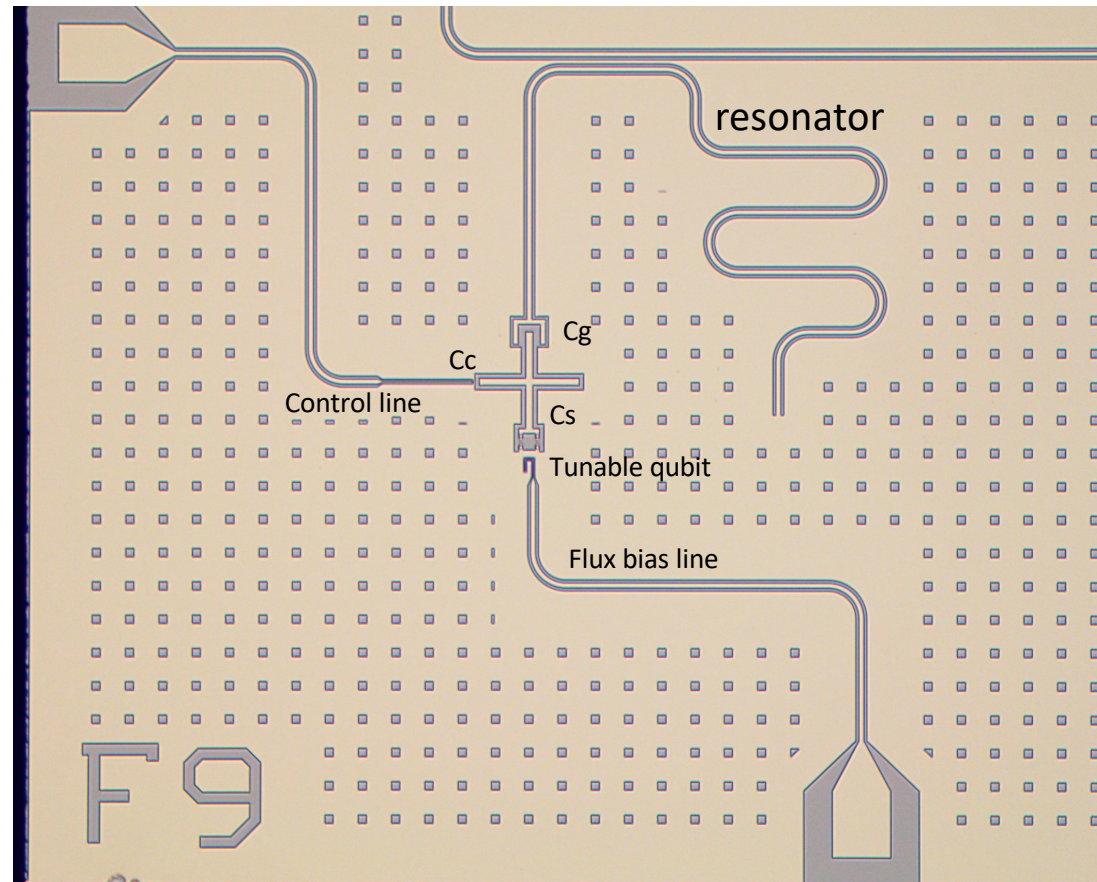 resonator
Cg
Cc
Control line
Cs
Tunable qubit
Flux bias line
F9